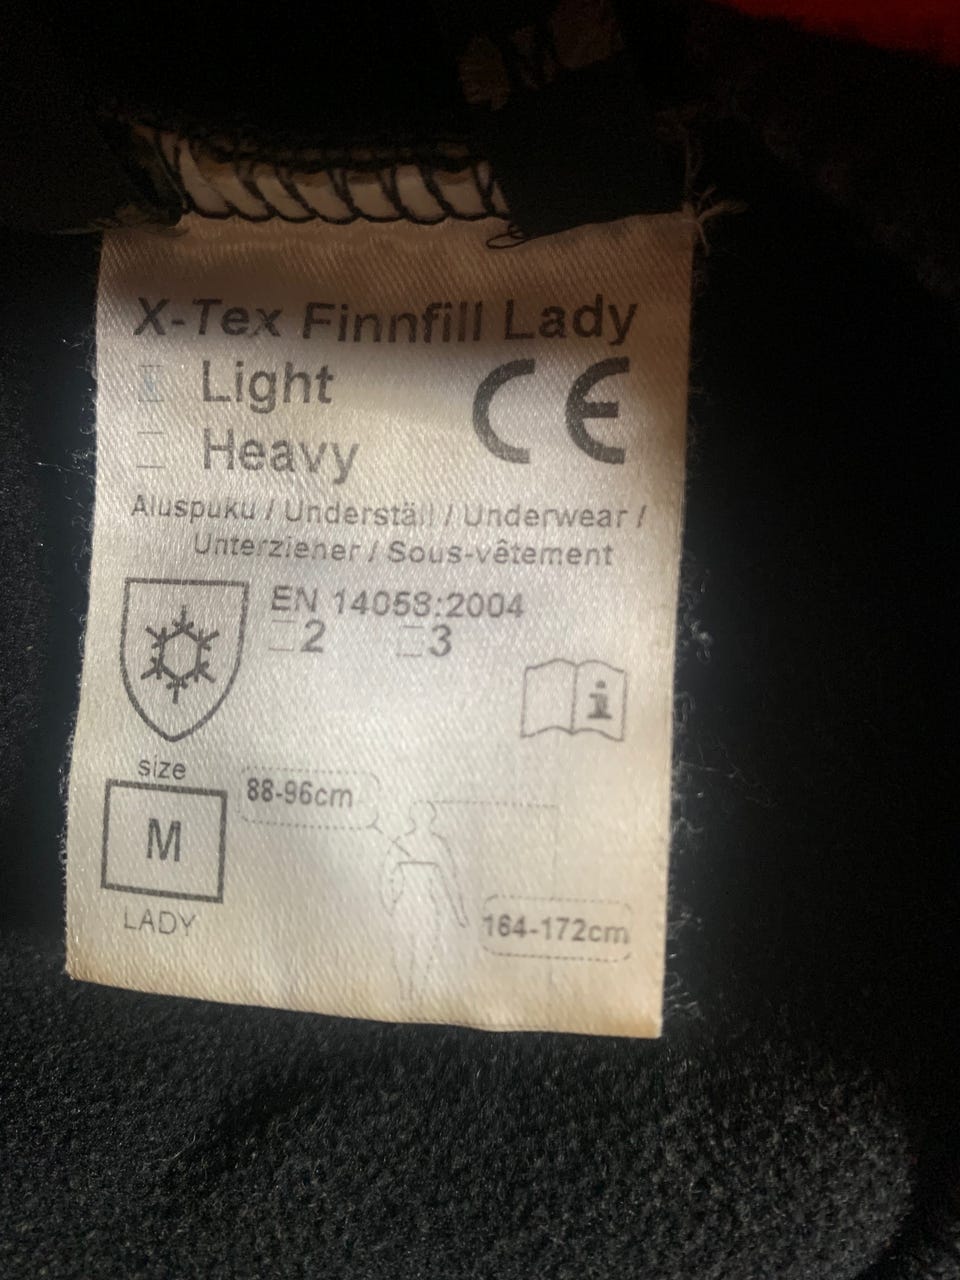 X-Tex Finnfill Lady
Light
Heavy
CE
Aluspuku / Underställ / Underwear /
Unterziener / Sous-vêtement
EN 14058:2004
2 3
i
size
M
LADY
88-96cm
164-172cm